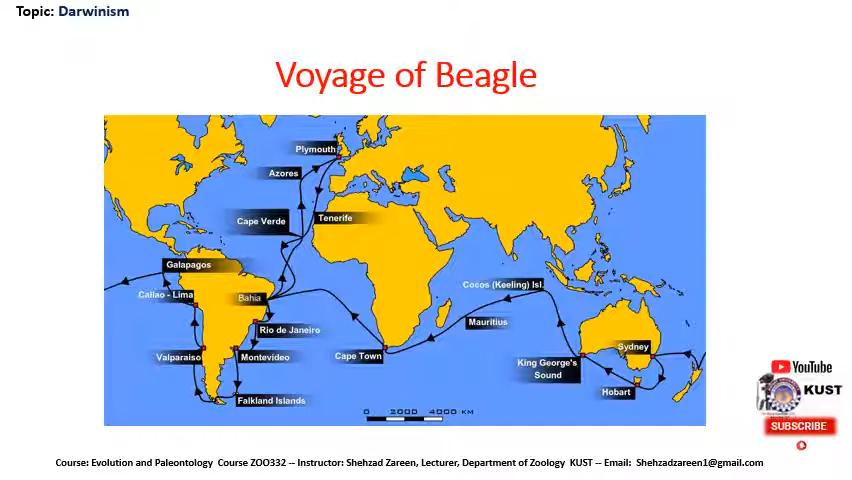 Topic: Darwinism
Voyage of Beagle
Plymouth
Azores
Cape Verde
Tenerife
Galapagos
Callao - Lima
Bahia
Cocos (Keeling) Isl.
Rio de Janeiro
Mauritius
Valparaiso
Montevideo
Cape Town
Sydney
King George's
Sound
Hobart
Falkland Islands
0 2000 4000 KM
YouTube
KUST
SUBSCRIBE
Course: Evolution and Paleontology Course ZOO332 -- Instructor: Shehzad Zareen, Lecturer, Department of Zoology KUST -- Email: Shehzadzareen1@gmail.com